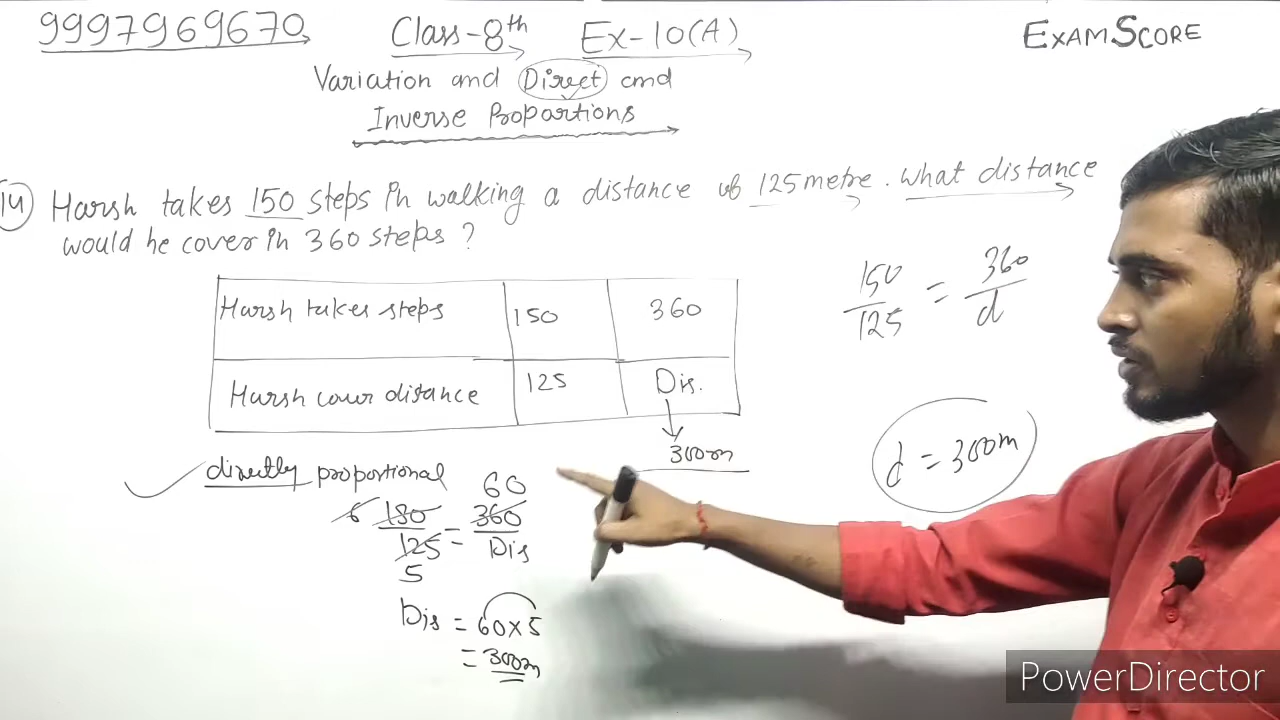 9997969670
Class-8th Ex-10(A)
EXAMSCORE
Variation and Direct and
Inverse Proportions
14 Harsh takes 150 steps in walking a distance of 125 metre. What distance
would he cover in 360 steps?
Harsh takes steps 150 360
Harsh cour distance 125 Dis.
300m
150/125 = 360/d
d = 300m
directly proportional
60
6 150/125 = 360/Dis
5
Dis = 60×5
= 300m
PowerDirector